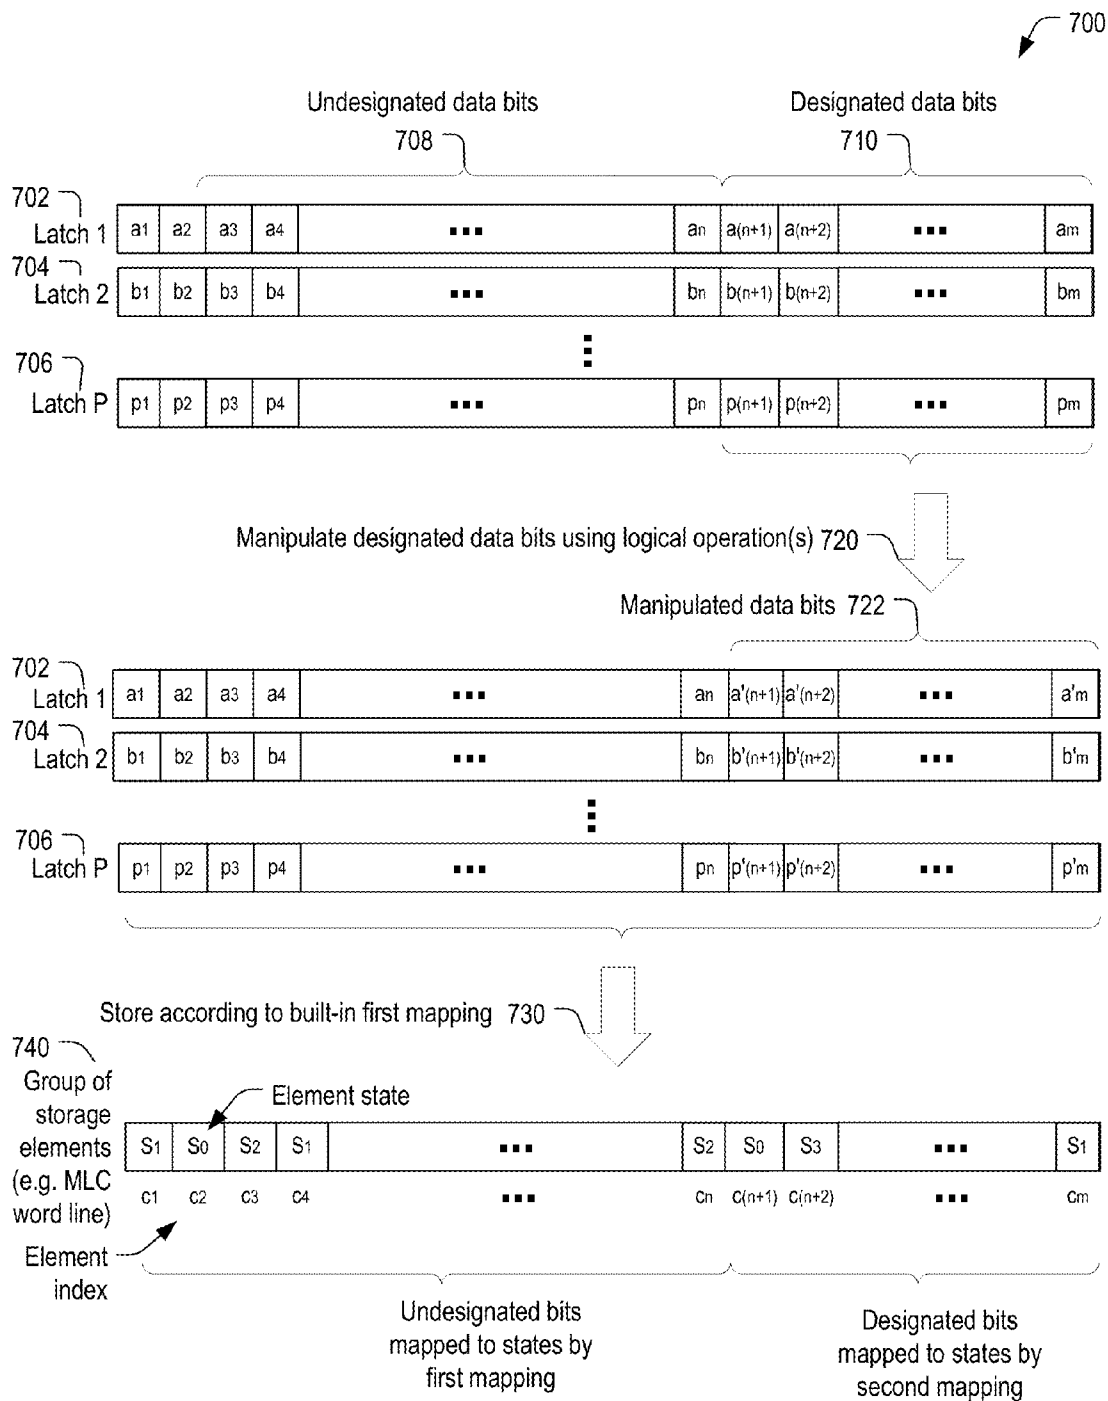 700
Undesignated data bits
708
Designated data bits
710
702
Latch 1 a1 a2 a3 a4 ... an a(n+1) a(n+2) ... am
704
Latch 2 b1 b2 b3 b4 ... bn b(n+1) b(n+2) ... bm
706
Latch P p1 p2 p3 p4 ... pn p(n+1) p(n+2) ... pm
Manipulate designated data bits using logical operation(s) 720
Manipulated data bits 722
702
Latch 1 a1 a2 a3 a4 ... an a'(n+1) a'(n+2) ... a'm
704
Latch 2 b1 b2 b3 b4 ... bn b'(n+1) b'(n+2) ... b'm
706
Latch P p1 p2 p3 p4 ... pn p'(n+1) p'(n+2) ... p'm
Store according to built-in first mapping 730
740
Group of
storage
elements
(e.g. MLC
word line)
Element state
S1 S0 S2 S1 ... S2 S0 S3 ... S1
c1 c2 c3 c4 ... cn c(n+1) c(n+2) ... cm
Element
index
Undesignated bits
mapped to states by
first mapping
Designated bits
mapped to states by
second mapping